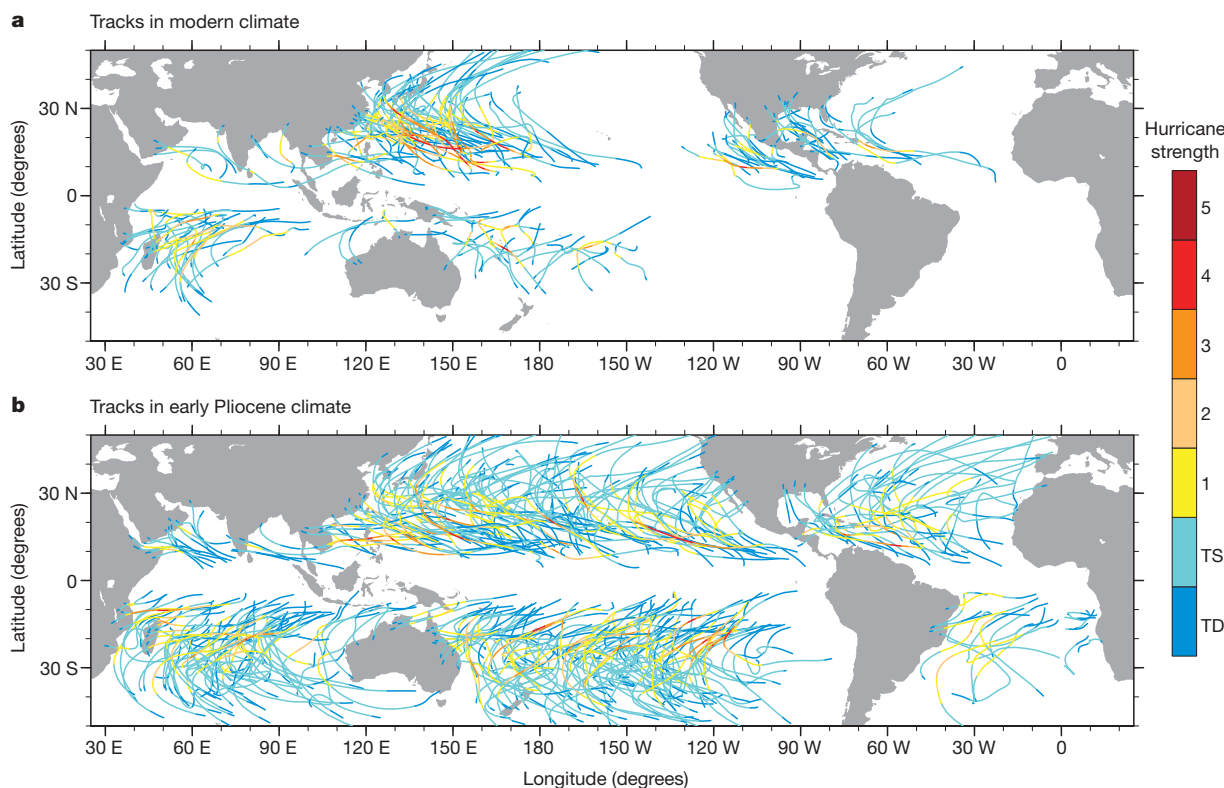 a Tracks in modern climate
Latitude (degrees)
30 N
0
30 S
30 E 60 E 90 E 120 E 150 E 180 150 W 120 W 90 W 60 W 30 W 0
Hurricane
strength
5
4
3
2
1
TS
TD
b Tracks in early Pliocene climate
Latitude (degrees)
30 N
0
30 S
30 E 60 E 90 E 120 E 150 E 180 150 W 120 W 90 W 60 W 30 W 0
Longitude (degrees)